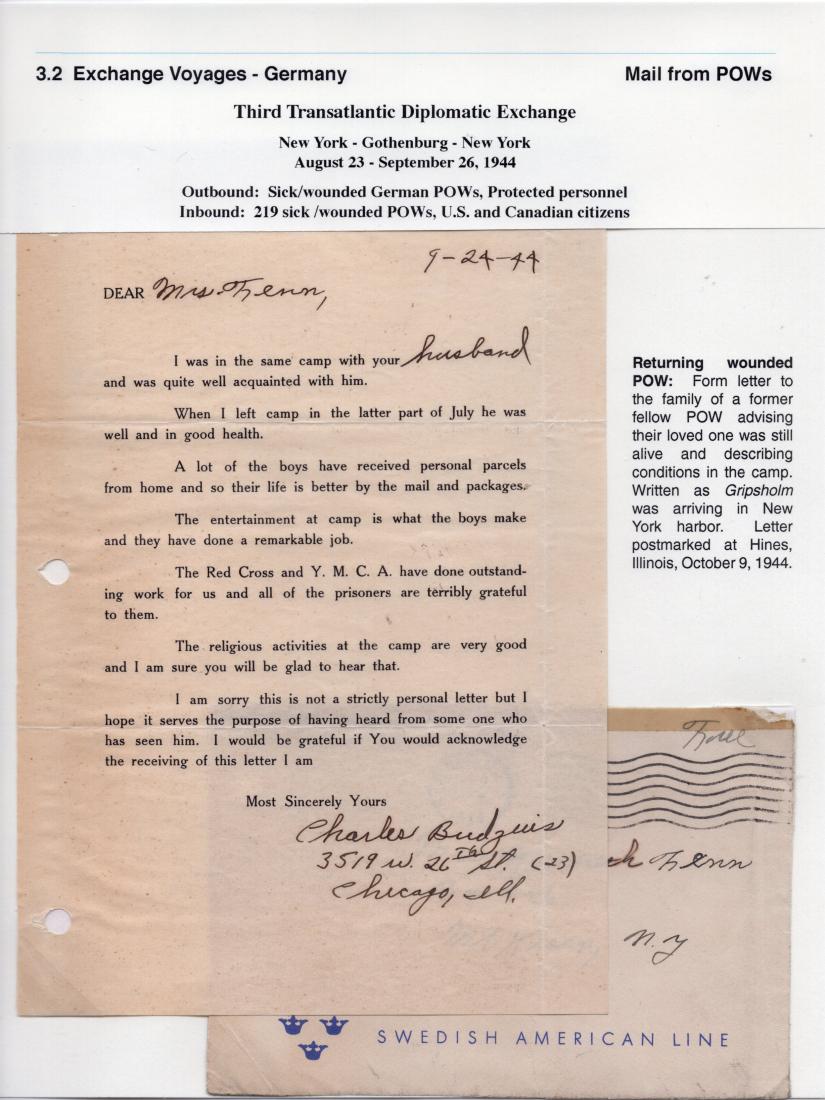 3.2 Exchange Voyages - Germany
Mail from POWs
Third Transatlantic Diplomatic Exchange
New York - Gothenburg - New York
August 23 - September 26, 1944
Outbound: Sick/wounded German POWs, Protected personnel
Inbound: 219 sick /wounded POWs, U.S. and Canadian citizens
9-24-44
DEAR Mrs. Fenn,
I was in the same camp with your husband
and was quite well acquainted with him.
When I left camp in the latter part of July he was
well and in good health.
A lot of the boys have received personal parcels
from home and so their life is better by the mail and packages.
The entertainment at camp is what the boys make
and they have done a remarkable job.
The Red Cross and Y. M. C. A. have done outstand-
ing work for us and all of the prisoners are terribly grateful
to them.
The religious activities at the camp are very good
and I am sure you will be glad to hear that.
I am sorry this is not a strictly personal letter but I
hope it serves the purpose of having heard from some one who
has seen him. I would be grateful if You would acknowledge
the receiving of this letter I am
Most Sincerely Yours
Charles
3519 W. 26th St. (23)
Chicago, Ill.
Returning wounded
POW: Form letter to
the family of a former
fellow POW advising
their loved one was still
alive and describing
conditions in the camp.
Written as Gripsholm
was arriving in New
York harbor. Letter
postmarked at Hines,
Illinois, October 9, 1944.
Free
Fenn
N.Y
SWEDISH AMERICAN LINE